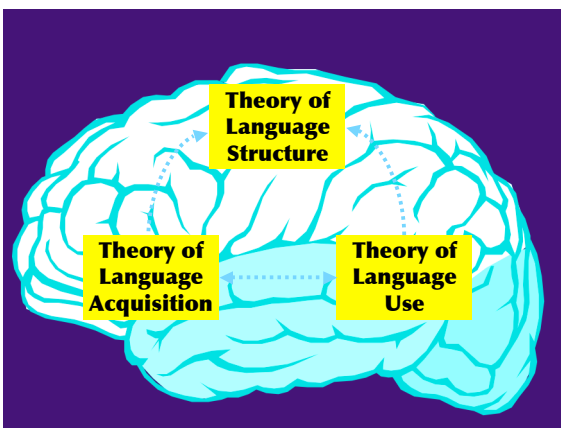 Theory of
Language
Structure
Theory of
Language
Acquisition
Theory of
Language
Use